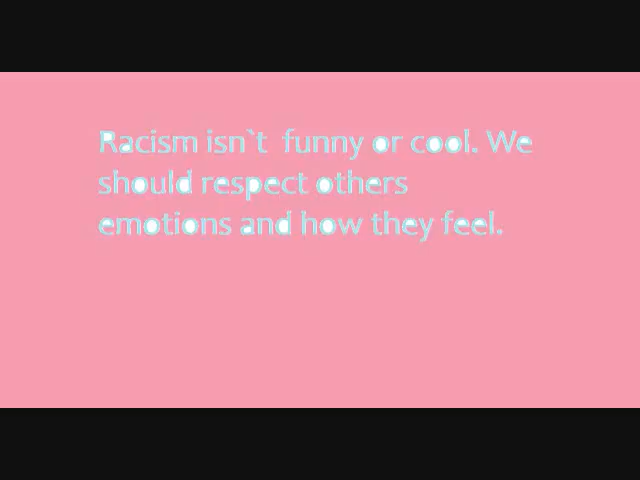 Racism isn`t  funny or cool. We
should respect others
emotions and how they feel.